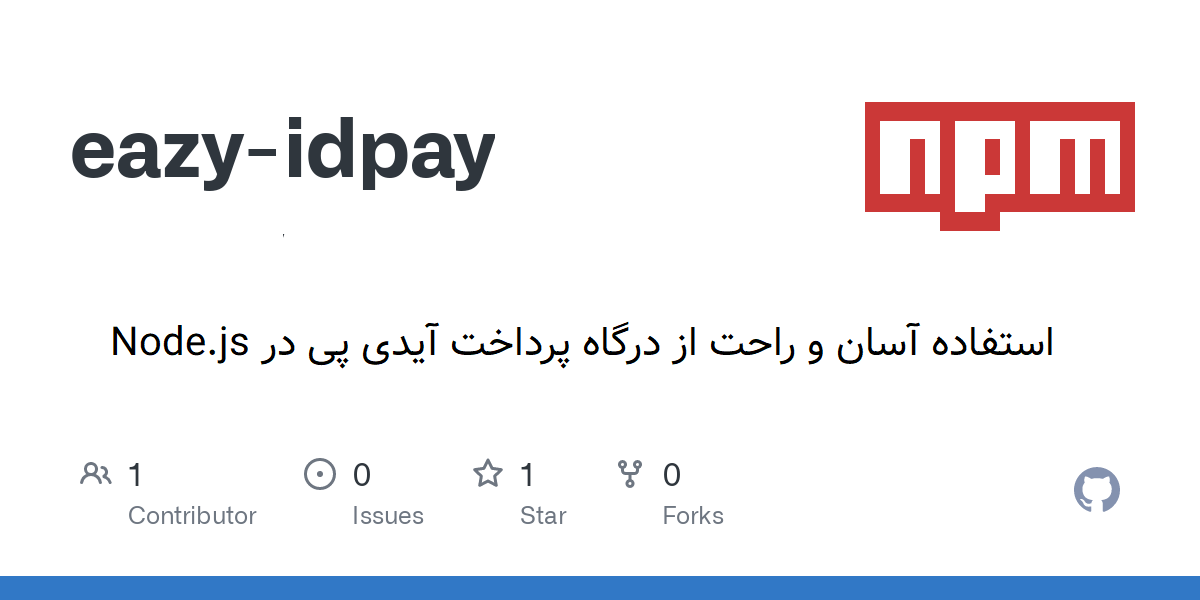 eazy-idpay
npm
استفاده آسان و راحت از درگاه پرداخت آیدی پی در Node.js
1 0 1 0
Contributor Issues Star Forks